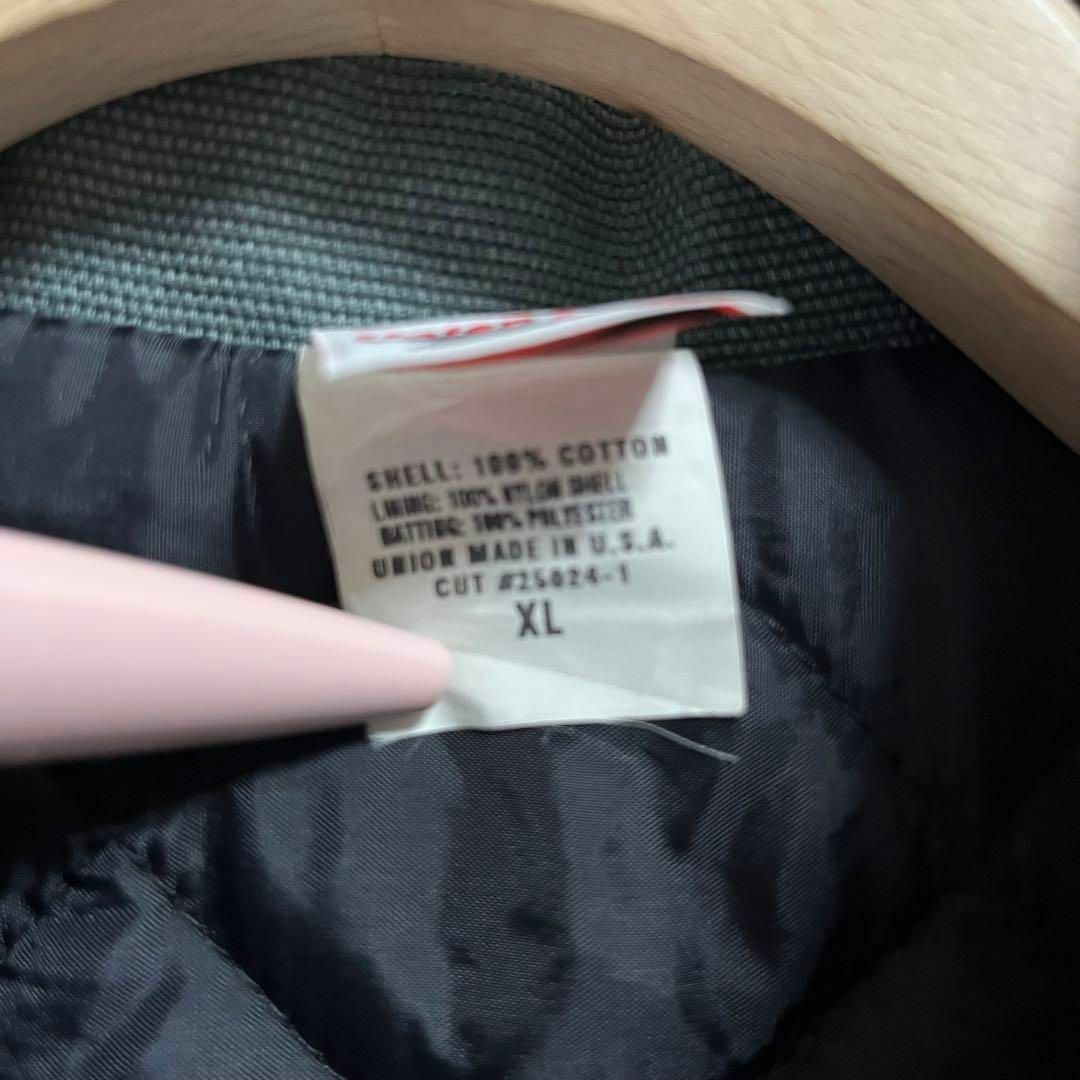 SHELL: 100% COTTON
LINING: 100% NYLON SHELL
BATTING: 100% POLYESTER
UNION MADE IN U.S.A.
CUT #25024-1
XL